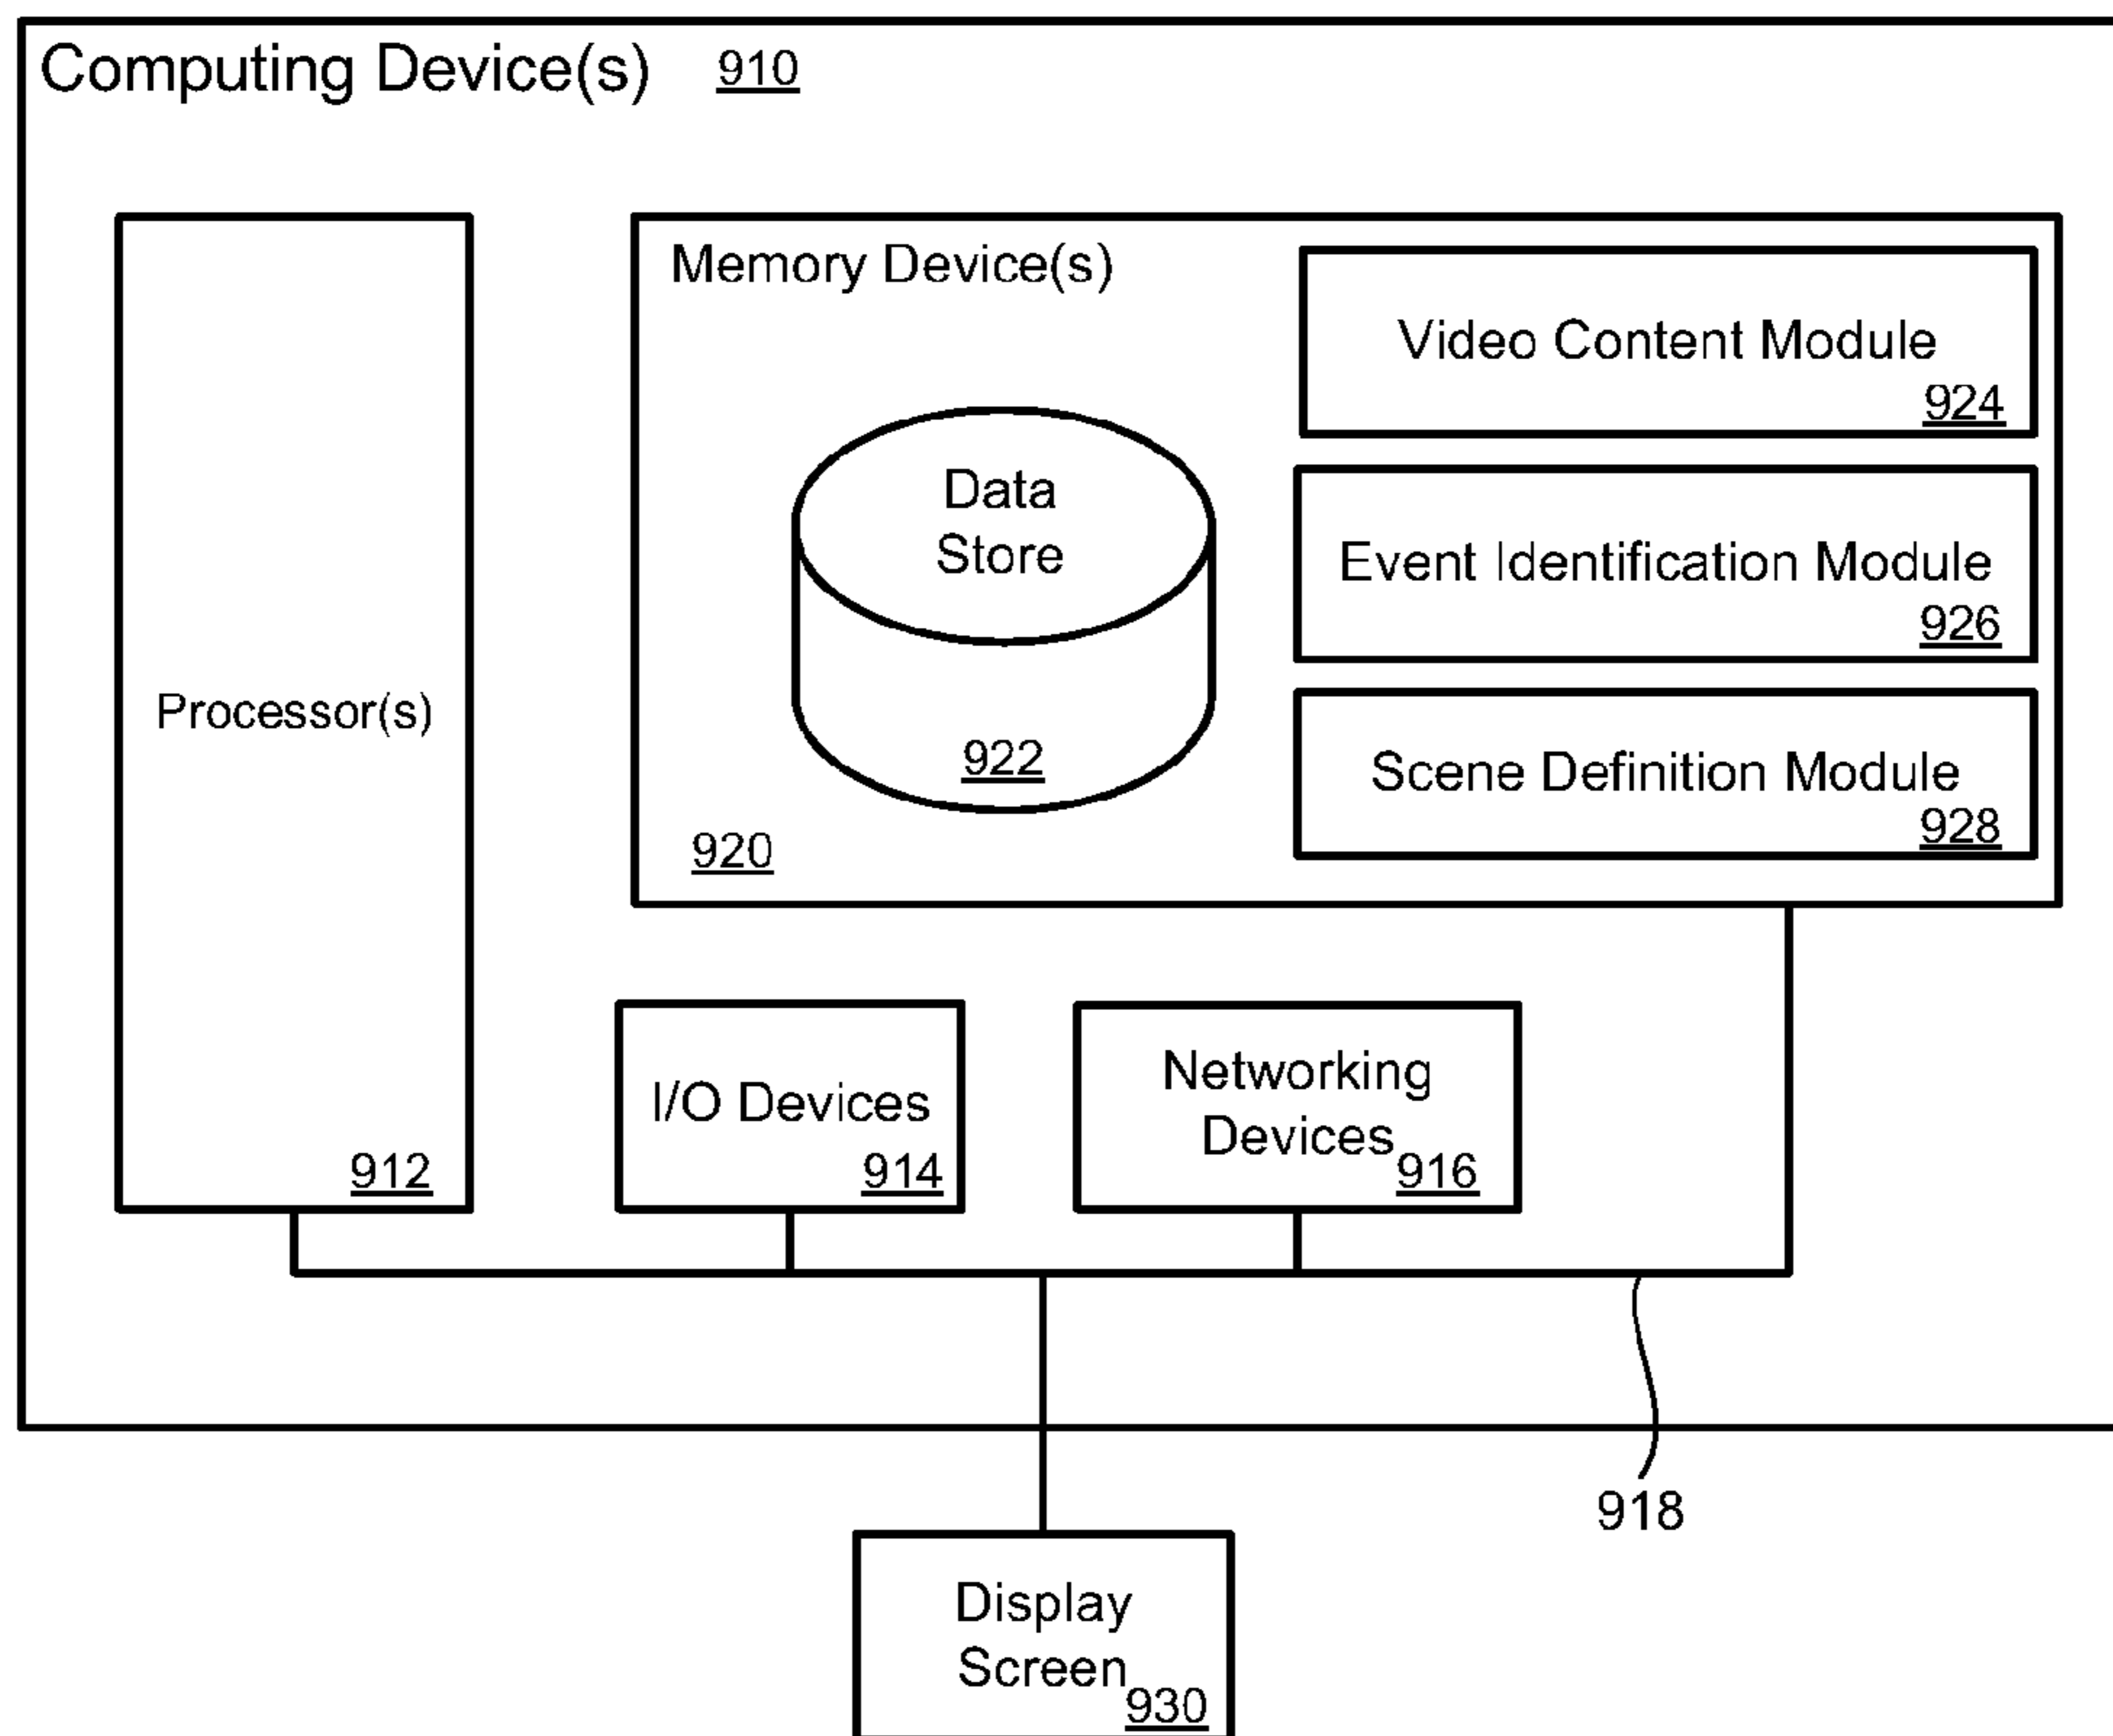 Computing Device(s) 910
Memory Device(s)
Video Content Module
924
Data
Store
922
Event Identification Module
926
Scene Definition Module
928
920
Processor(s)
912
I/O Devices
914
Networking
Devices
916
918
Display
Screen
930